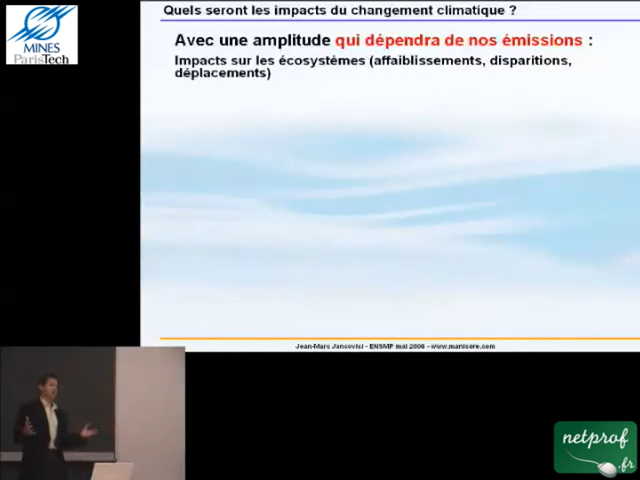 Quels seront les impacts du changement climatique ?
MINES
ParisTech
Avec une amplitude qui dépendra de nos émissions :
Impacts sur les écosystèmes (affaiblissements, disparitions,
déplacements)
Jean-Marc Jancovici - ENSMP mai 2008 - www.manicore.com
netprof
.fr